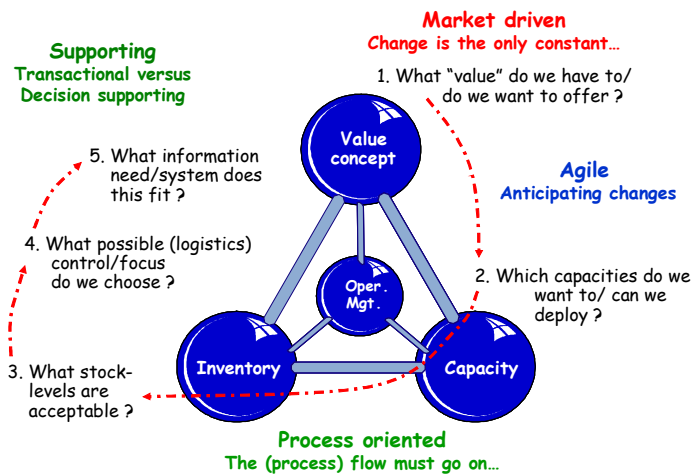 Market driven
Change is the only constant…
Supporting
Transactional versus
Decision supporting
1. What “value” do we have to/
do we want to offer ?
Value
concept
5. What information
need/system does
this fit ?
Agile
Anticipating changes
4. What possible (logistics)
control/focus
do we choose ?
Oper.
Mgt.
2. Which capacities do we
want to/ can we
deploy ?
3. What stock-
levels are
acceptable ?
Inventory
Capacity
Process oriented
The (process) flow must go on…